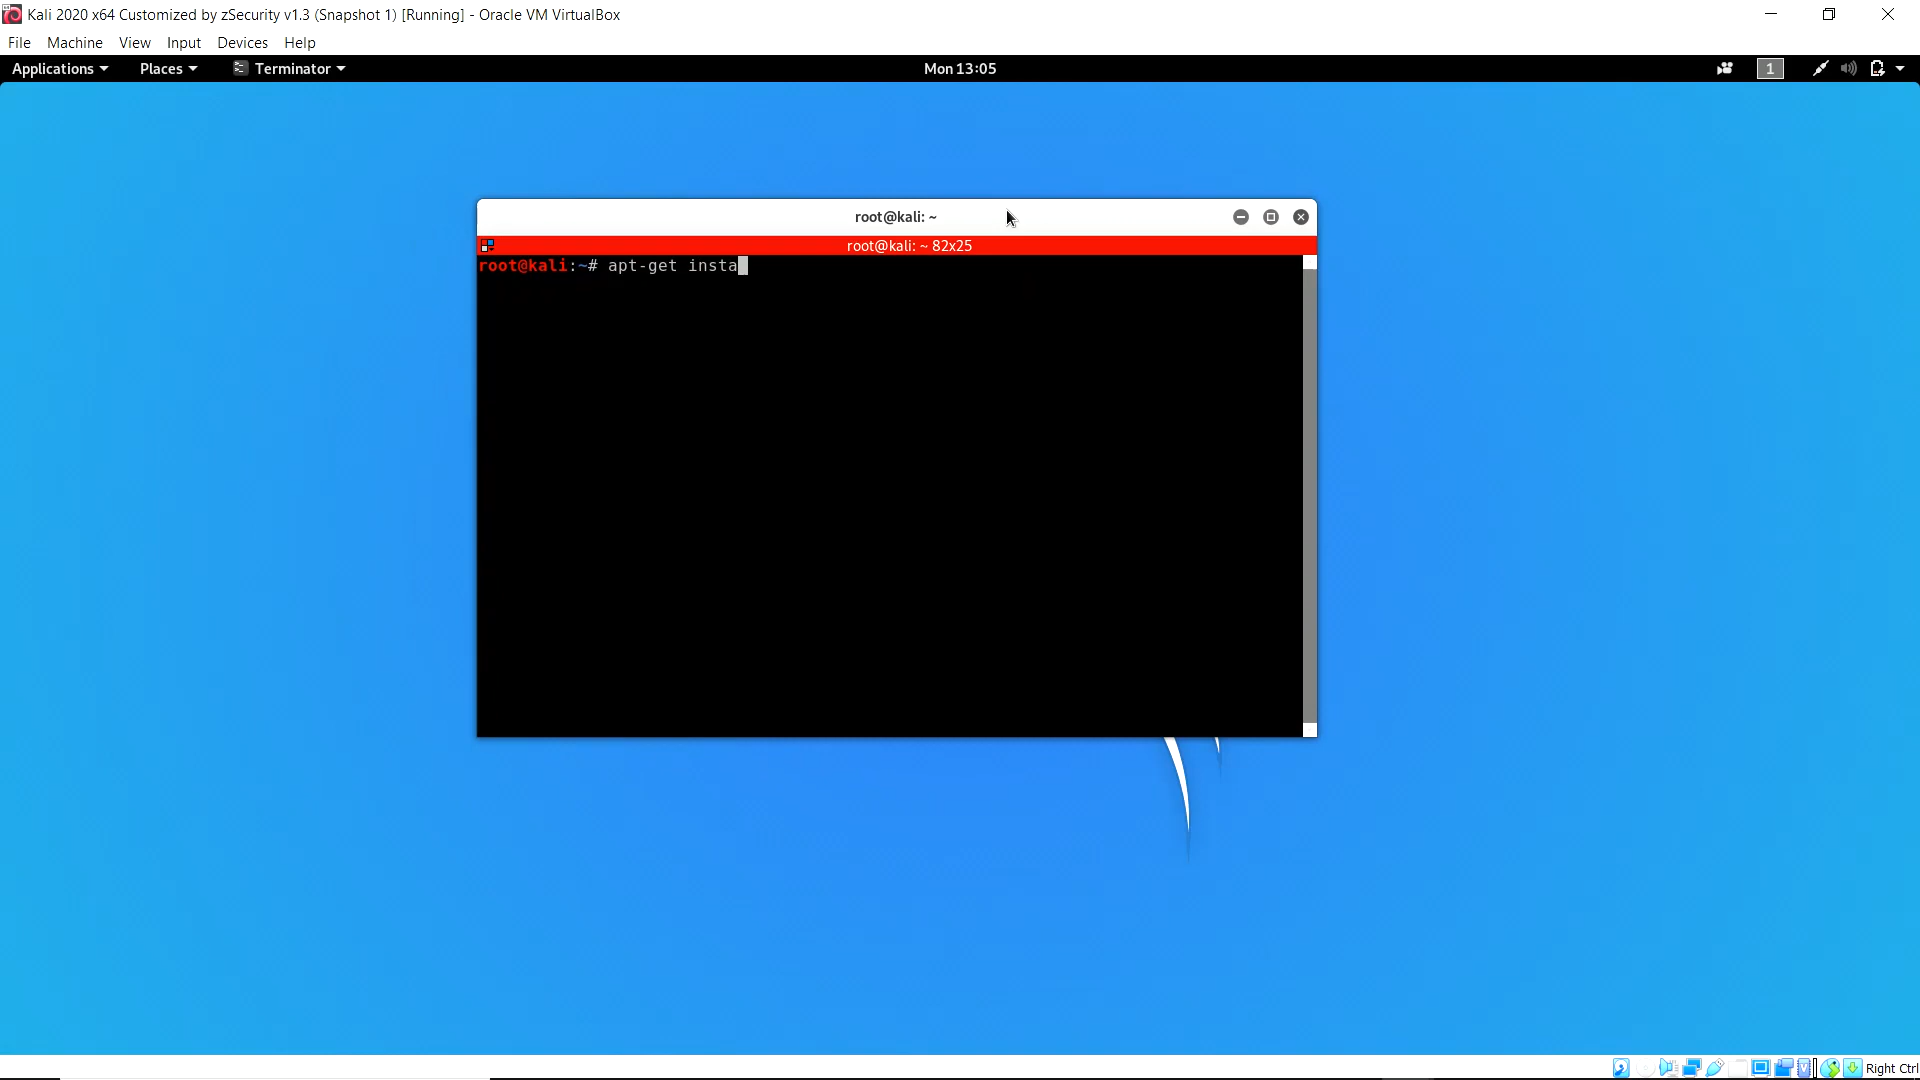 Kali 2020 x64 Customized by zSecurity v1.3 (Snapshot 1) [Running] - Oracle VM VirtualBox
File Machine View Input Devices Help
Applications Places Terminator Mon 13:05 1
root@kali: ~
root@kali: ~ 82x25
root@kali:~# apt-get insta
Right Ctrl